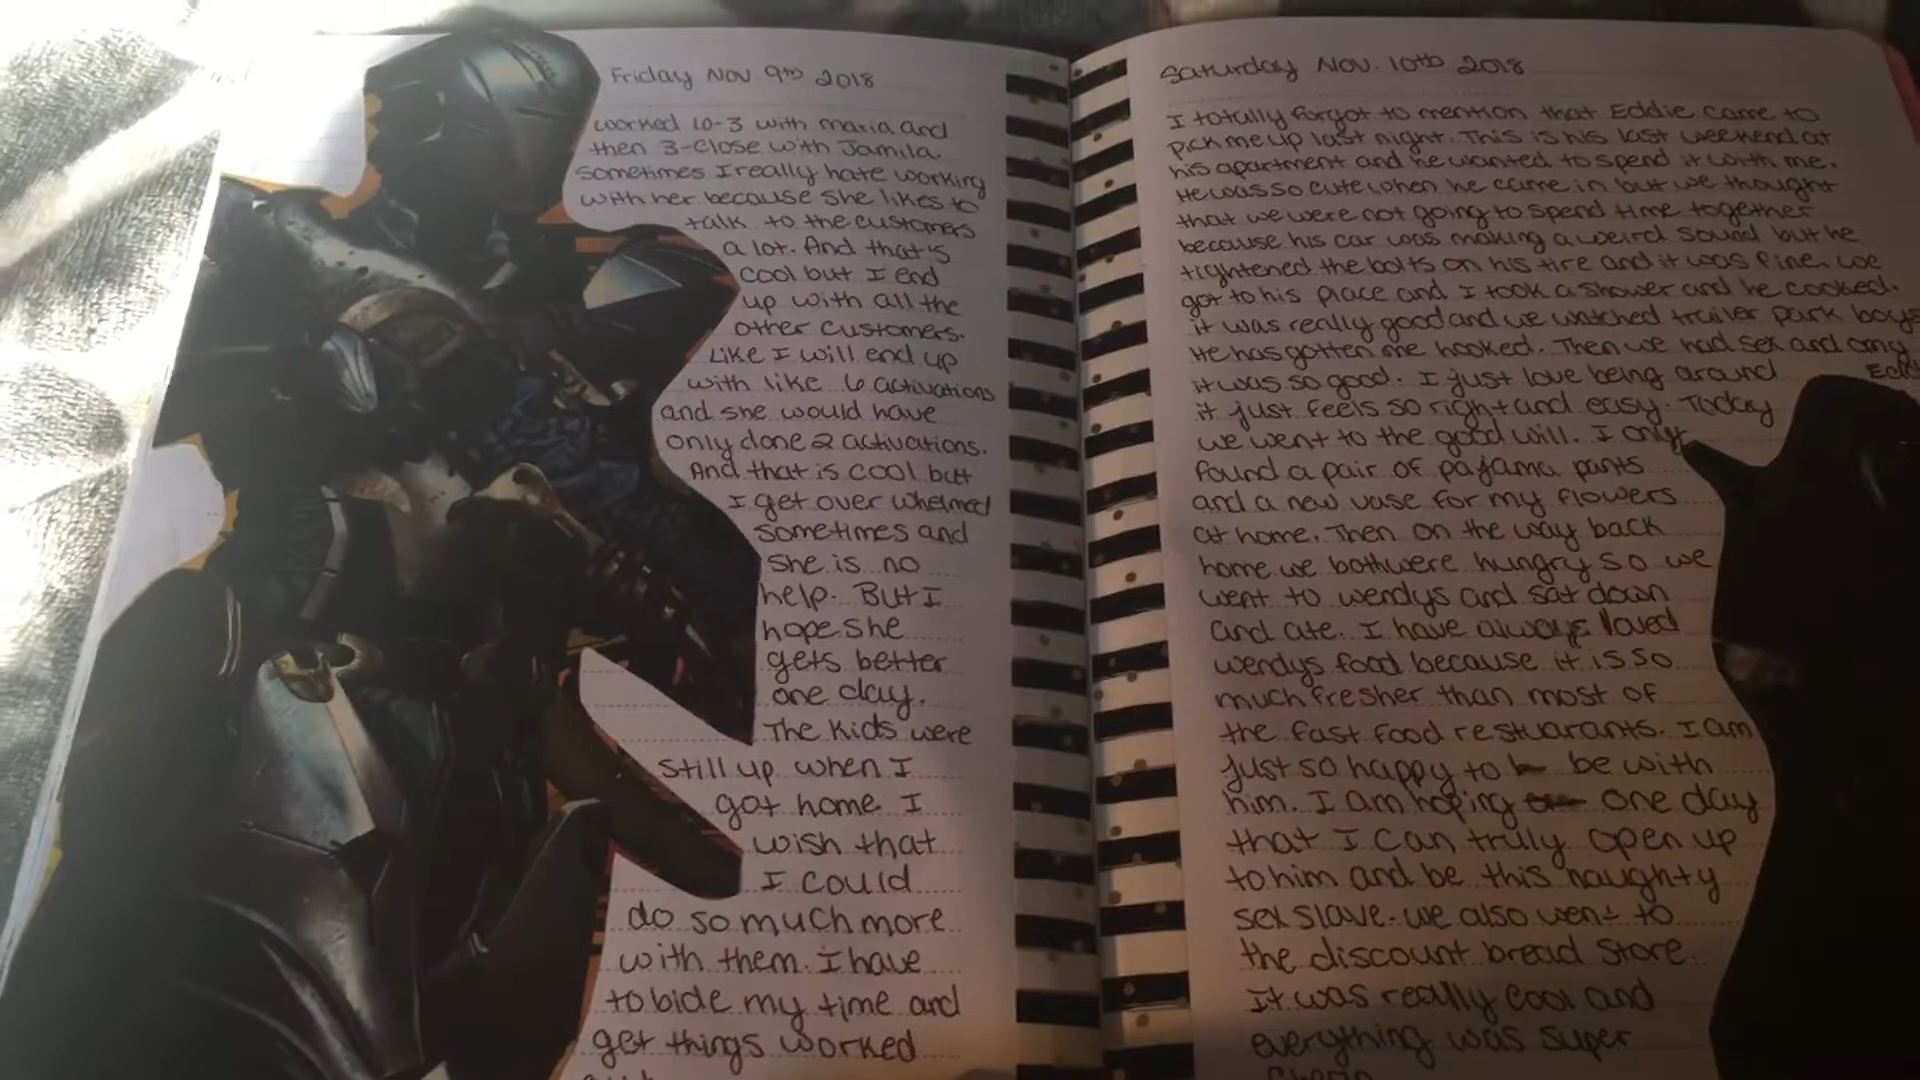 Friday Nov. 9th 2018
worked 10-3 with maria and
then 3-close with Jamila.
Sometimes I really hate working
with her because she likes to
talk to the customers
a lot. And that is
cool but I end
up with all the
other customers.
Like I will end up
with like 6 activations
and she would have
only done 2 activations.
And that is cool but
I get over whelmed
sometimes and
she is no
help. But I
hope she
gets better
one day.
The kids were
still up when I
got home I
wish that
I could
do so much more
with them. I have
to bide my time and
get things worked
Saturday Nov. 10th 2018
I totally forgot to mention that Eddie came to
pick me up last night. This is his last weekend at
his apartment and he wanted to spend it with me.
He was so cute when he came in but we thought
that we were not going to spend time together
because his car was making a weird sound but he
tightened the bolts on his tire and it was fine. we
got to his place and I took a shower and he cooked.
it was really good and we watched trailer park boys
He has gotten me hooked. Then we had sex and omg
it was so good. I just love being around
it just feels so right and easy. Today
we went to the good will. I only
found a pair of pajama pants
and a new vase for my flowers
at home. Then on the way back
home we both were hungry so we
went to wendys and sat down
and ate. I have always loved
wendys food because it is so
much fresher than most of
the fast food restuarants. I am
just so happy to be with
him. I am hoping one day
that I can truly open up
to him and be this naughty
sex slave. we also went to
the discount bread store.
It was really cool and
everything was super